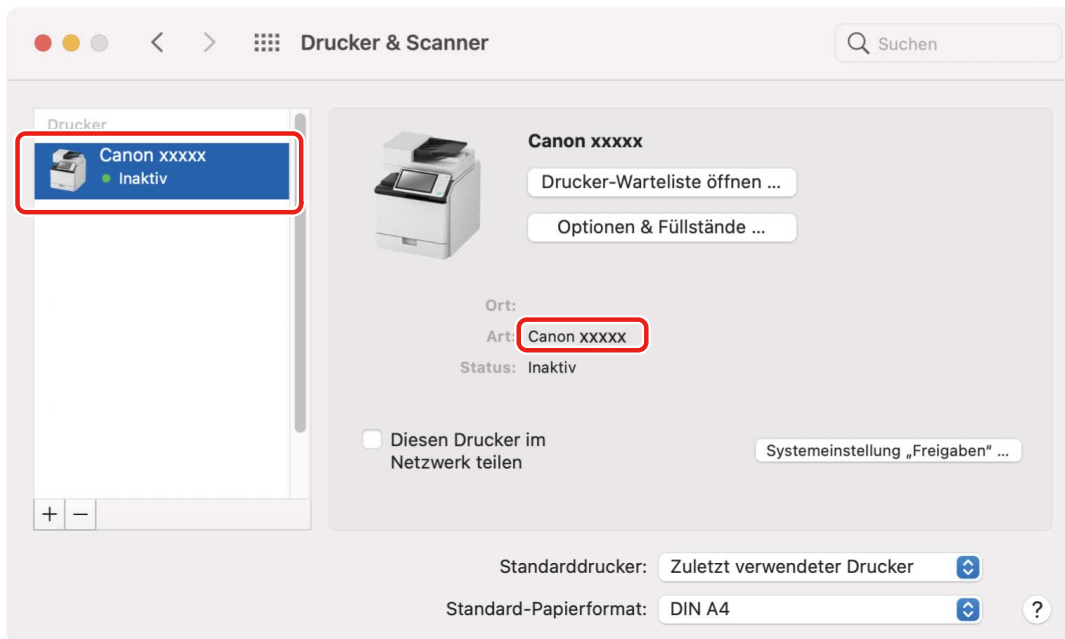 Drucker & Scanner
Suchen
Drucker
Canon xxxxx
Inaktiv
Canon xxxxx
Drucker-Warteliste öffnen ...
Optionen & Füllstände ...
Ort:
Art: Canon xxxxx
Status: Inaktiv
Diesen Drucker im
Netzwerk teilen
Systemeinstellung „Freigaben“ ...
+ −
Standarddrucker: Zuletzt verwendeter Drucker
Standard-Papierformat: DIN A4 ?